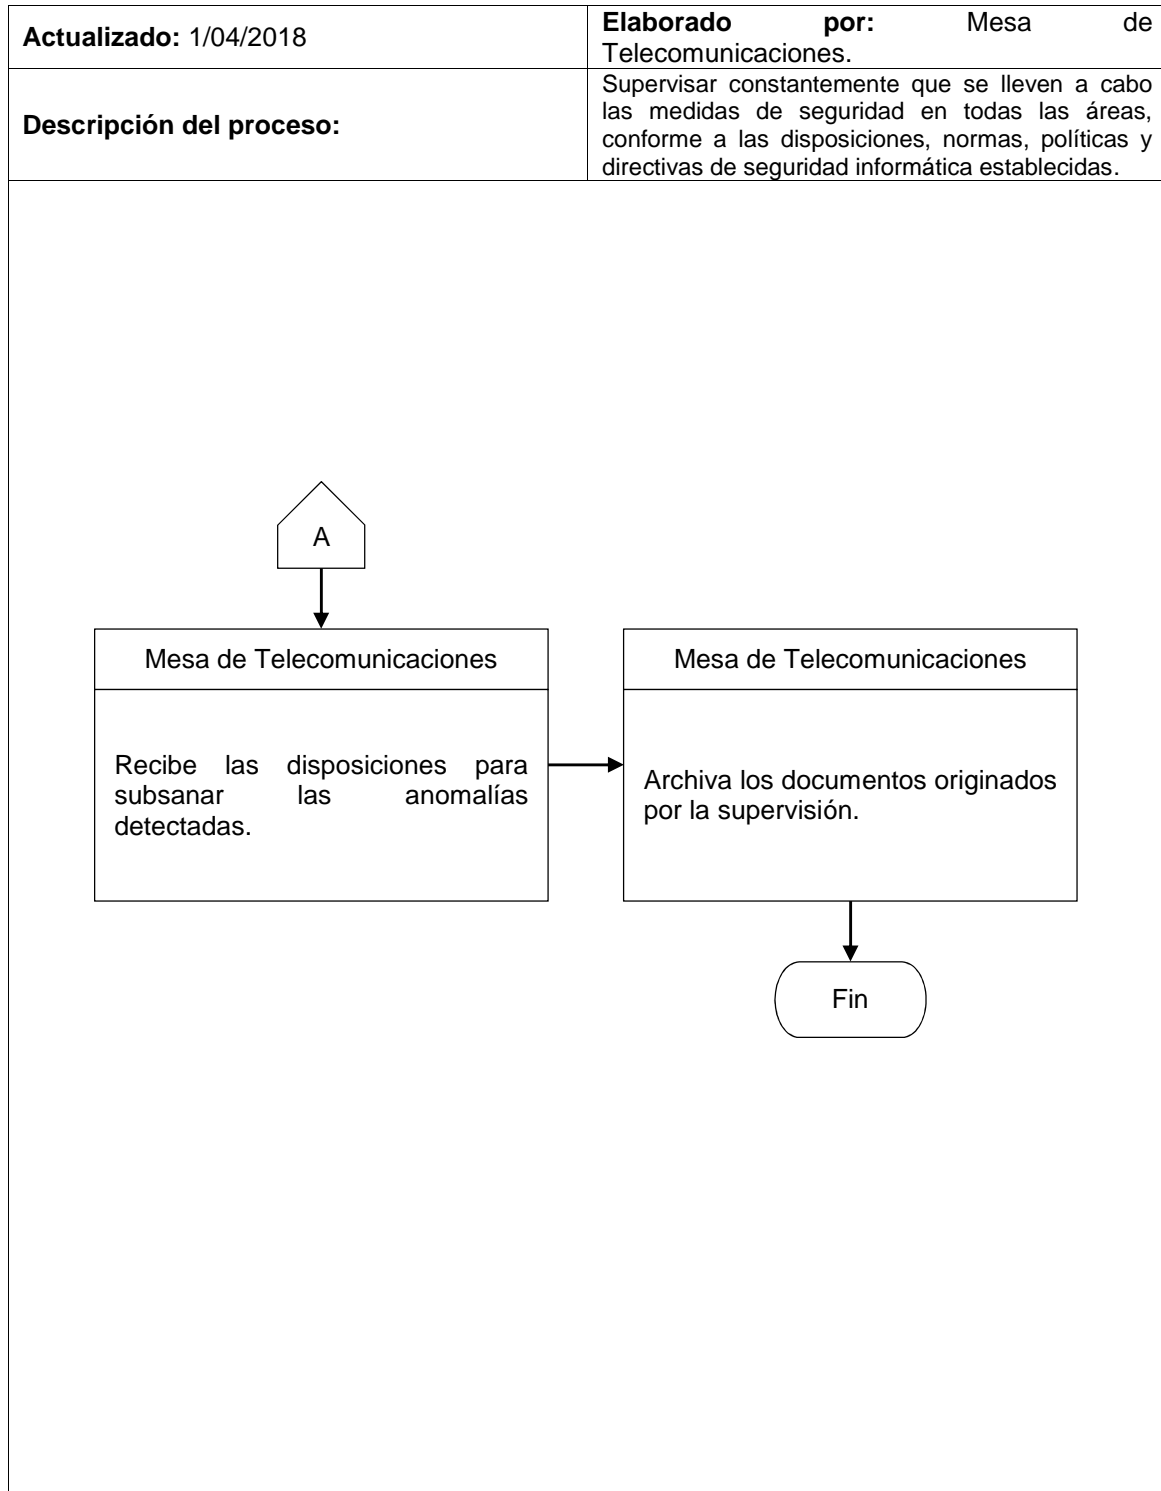 Actualizado: 1/04/2018
Elaborado por: Mesa de
Telecomunicaciones.
Descripción del proceso:
Supervisar constantemente que se lleven a cabo
las medidas de seguridad en todas las áreas,
conforme a las disposiciones, normas, políticas y
directivas de seguridad informática establecidas.
A
Mesa de Telecomunicaciones
Recibe las disposiciones para
subsanar las anomalías
detectadas.
Mesa de Telecomunicaciones
Archiva los documentos originados
por la supervisión.
Fin